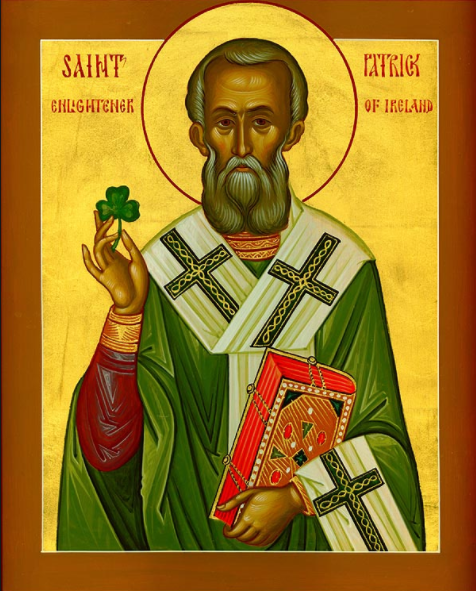 SAINT PATRICK
ENLIGHTENER OF IRELAND